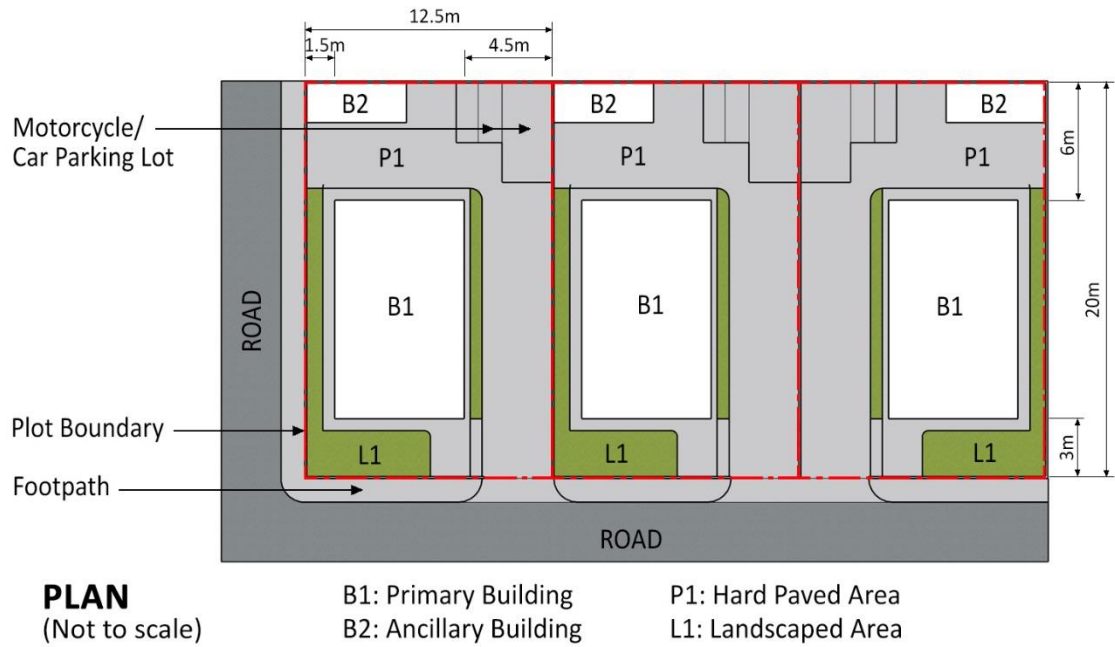 12.5m
1.5m
4.5m
B2
B2
B2
Motorcycle/
Car Parking Lot
P1
P1
P1
6m
B1
B1
B1
ROAD
20m
Plot Boundary
L1
L1
L1
3m
Footpath
ROAD
PLAN
(Not to scale)
B1: Primary Building
P1: Hard Paved Area
B2: Ancillary Building
L1: Landscaped Area